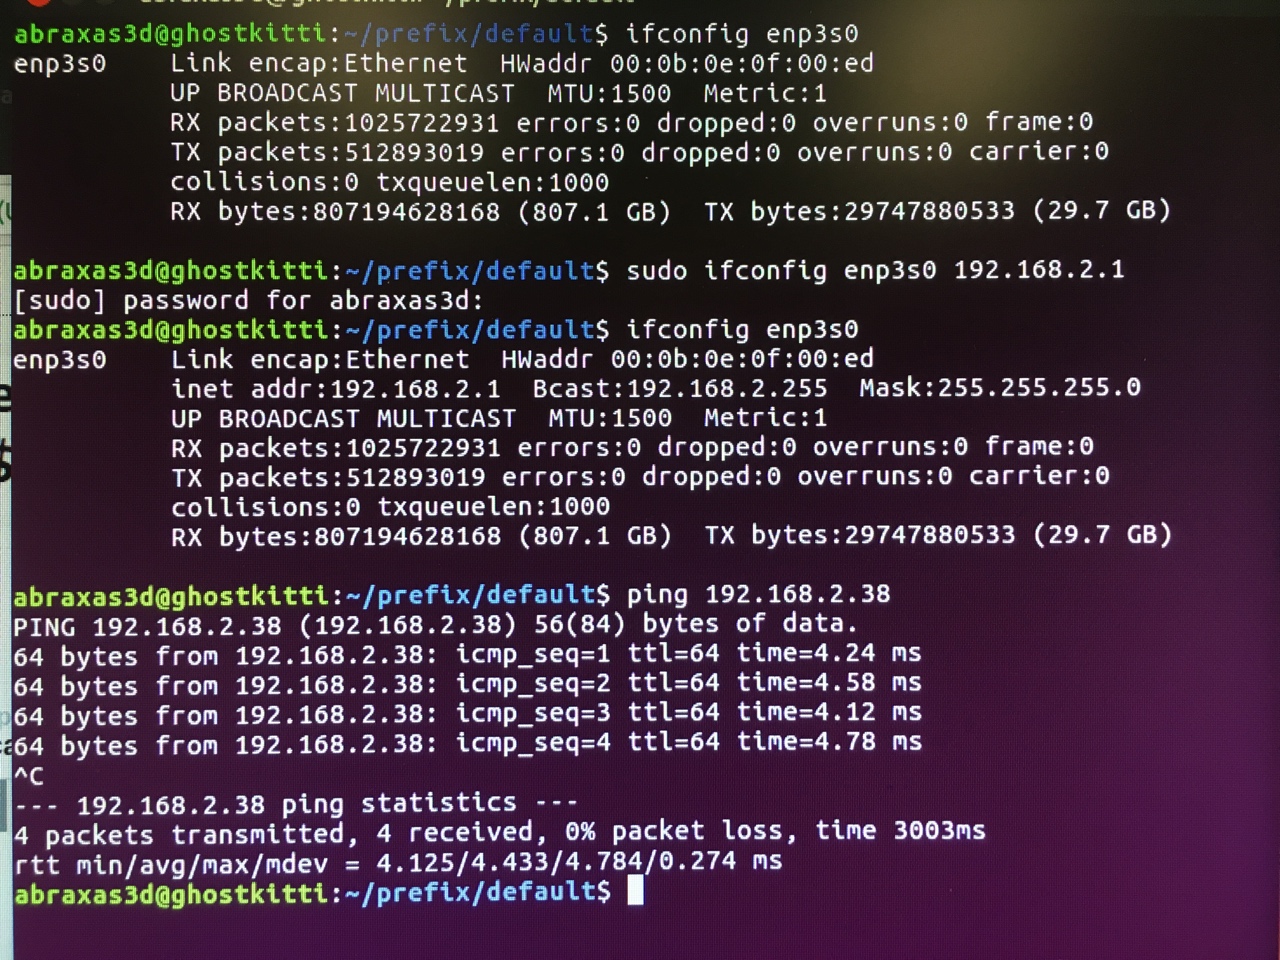 abraxas3d@ghostkitti:~/prefix/default$ ifconfig enp3s0
enp3s0    Link encap:Ethernet  HWaddr 00:0b:0e:0f:00:ed
          UP BROADCAST MULTICAST  MTU:1500  Metric:1
          RX packets:1025722931 errors:0 dropped:0 overruns:0 frame:0
          TX packets:512893019 errors:0 dropped:0 overruns:0 carrier:0
          collisions:0 txqueuelen:1000
          RX bytes:807194628168 (807.1 GB)  TX bytes:29747880533 (29.7 GB)
abraxas3d@ghostkitti:~/prefix/default$ sudo ifconfig enp3s0 192.168.2.1
[sudo] password for abraxas3d:
abraxas3d@ghostkitti:~/prefix/default$ ifconfig enp3s0
enp3s0    Link encap:Ethernet  HWaddr 00:0b:0e:0f:00:ed
          inet addr:192.168.2.1  Bcast:192.168.2.255  Mask:255.255.255.0
          UP BROADCAST MULTICAST  MTU:1500  Metric:1
          RX packets:1025722931 errors:0 dropped:0 overruns:0 frame:0
          TX packets:512893019 errors:0 dropped:0 overruns:0 carrier:0
          collisions:0 txqueuelen:1000
          RX bytes:807194628168 (807.1 GB)  TX bytes:29747880533 (29.7 GB)
abraxas3d@ghostkitti:~/prefix/default$ ping 192.168.2.38
PING 192.168.2.38 (192.168.2.38) 56(84) bytes of data.
64 bytes from 192.168.2.38: icmp_seq=1 ttl=64 time=4.24 ms
64 bytes from 192.168.2.38: icmp_seq=2 ttl=64 time=4.58 ms
64 bytes from 192.168.2.38: icmp_seq=3 ttl=64 time=4.12 ms
64 bytes from 192.168.2.38: icmp_seq=4 ttl=64 time=4.78 ms
^C
--- 192.168.2.38 ping statistics ---
4 packets transmitted, 4 received, 0% packet loss, time 3003ms
rtt min/avg/max/mdev = 4.125/4.433/4.784/0.274 ms
abraxas3d@ghostkitti:~/prefix/default$